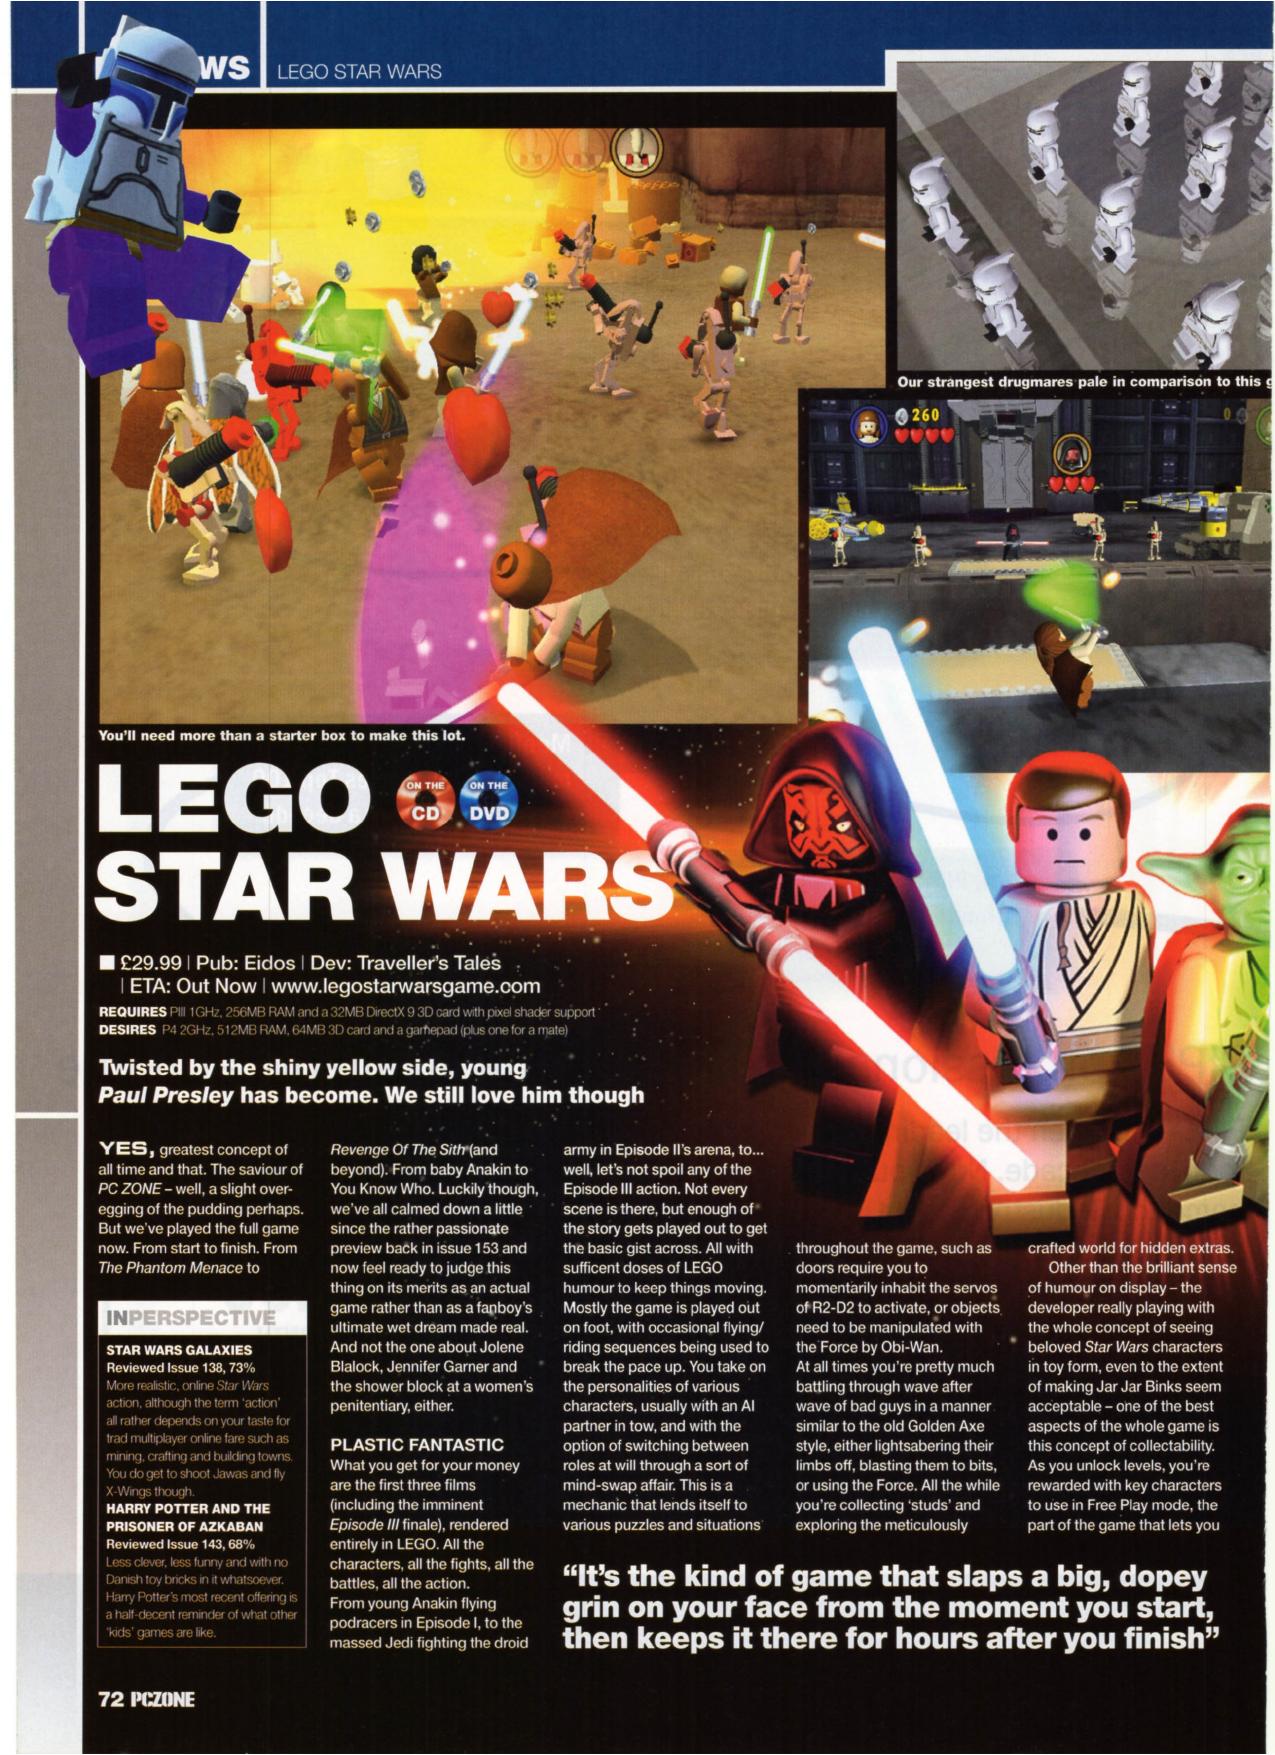 WS
LEGO STAR WARS
Our strangest drugmares pale in comparison to this
260
0
You'll need more than a starter box to make this lot.
LEGO
STAR WARS
ON THE
CD
ON THE
DVD
£29.99 | Pub: Eidos | Dev: Traveller's Tales
| ETA: Out Now | www.legostarwarsgame.com
REQUIRES PIII 1GHz, 256MB RAM and a 32MB DirectX 9 3D card with pixel shader support
DESIRES P4 2GHz, 512MB RAM, 64MB 3D card and a gamepad (plus one for a mate)
Twisted by the shiny yellow side, young
Paul Presley has become. We still love him though
YES, greatest concept of
all time and that. The saviour of
PC ZONE – well, a slight over-
egging of the pudding perhaps.
But we've played the full game
now. From start to finish. From
The Phantom Menace to
INPERSPECTIVE
STAR WARS GALAXIES
Reviewed Issue 138, 73%
More realistic, online Star Wars
action, although the term 'action'
all rather depends on your taste for
trad multiplayer online fare such as
mining, crafting and building towns.
You do get to shoot Jawas and fly
X-Wings though.
HARRY POTTER AND THE
PRISONER OF AZKABAN
Reviewed Issue 143, 68%
Less clever, less funny and with no
Danish toy bricks in it whatsoever.
Harry Potter's most recent offering is
a half-decent reminder of what other
'kids' games are like.
Revenge Of The Sith (and
beyond). From baby Anakin to
You Know Who. Luckily though,
we've all calmed down a little
since the rather passionate
preview back in issue 153 and
now feel ready to judge this
thing on its merits as an actual
game rather than as a fanboy's
ultimate wet dream made real.
And not the one about Jolene
Blalock, Jennifer Garner and
the shower block at a women's
penitentiary, either.
PLASTIC FANTASTIC
What you get for your money
are the first three films
(including the imminent
Episode III finale), rendered
entirely in LEGO. All the
characters, all the fights, all the
battles, all the action.
From young Anakin flying
podracers in Episode I, to the
massed Jedi fighting the droid
army in Episode II's arena, to...
well, let's not spoil any of the
Episode III action. Not every
scene is there, but enough of
the story gets played out to get
the basic gist across. All with
sufficent doses of LEGO
humour to keep things moving.
Mostly the game is played out
on foot, with occasional flying/
riding sequences being used to
break the pace up. You take on
the personalities of various
characters, usually with an AI
partner in tow, and with the
option of switching between
roles at will through a sort of
mind-swap affair. This is a
mechanic that lends itself to
various puzzles and situations
throughout the game, such as
doors require you to
momentarily inhabit the servos
of R2-D2 to activate, or objects
need to be manipulated with
the Force by Obi-Wan.
At all times you're pretty much
battling through wave after
wave of bad guys in a manner
similar to the old Golden Axe
style, either lightsabering their
limbs off, blasting them to bits,
or using the Force. All the while
you're collecting 'studs' and
exploring the meticulously
crafted world for hidden extras.
Other than the brilliant sense
of humour on display – the
developer really playing with
the whole concept of seeing
beloved Star Wars characters
in toy form, even to the extent
of making Jar Jar Binks seem
acceptable – one of the best
aspects of the whole game is
this concept of collectability.
As you unlock levels, you're
rewarded with key characters
to use in Free Play mode, the
part of the game that lets you
"It's the kind of game that slaps a big, dopey
grin on your face from the moment you start,
then keeps it there for hours after you finish"
72 PCZONE